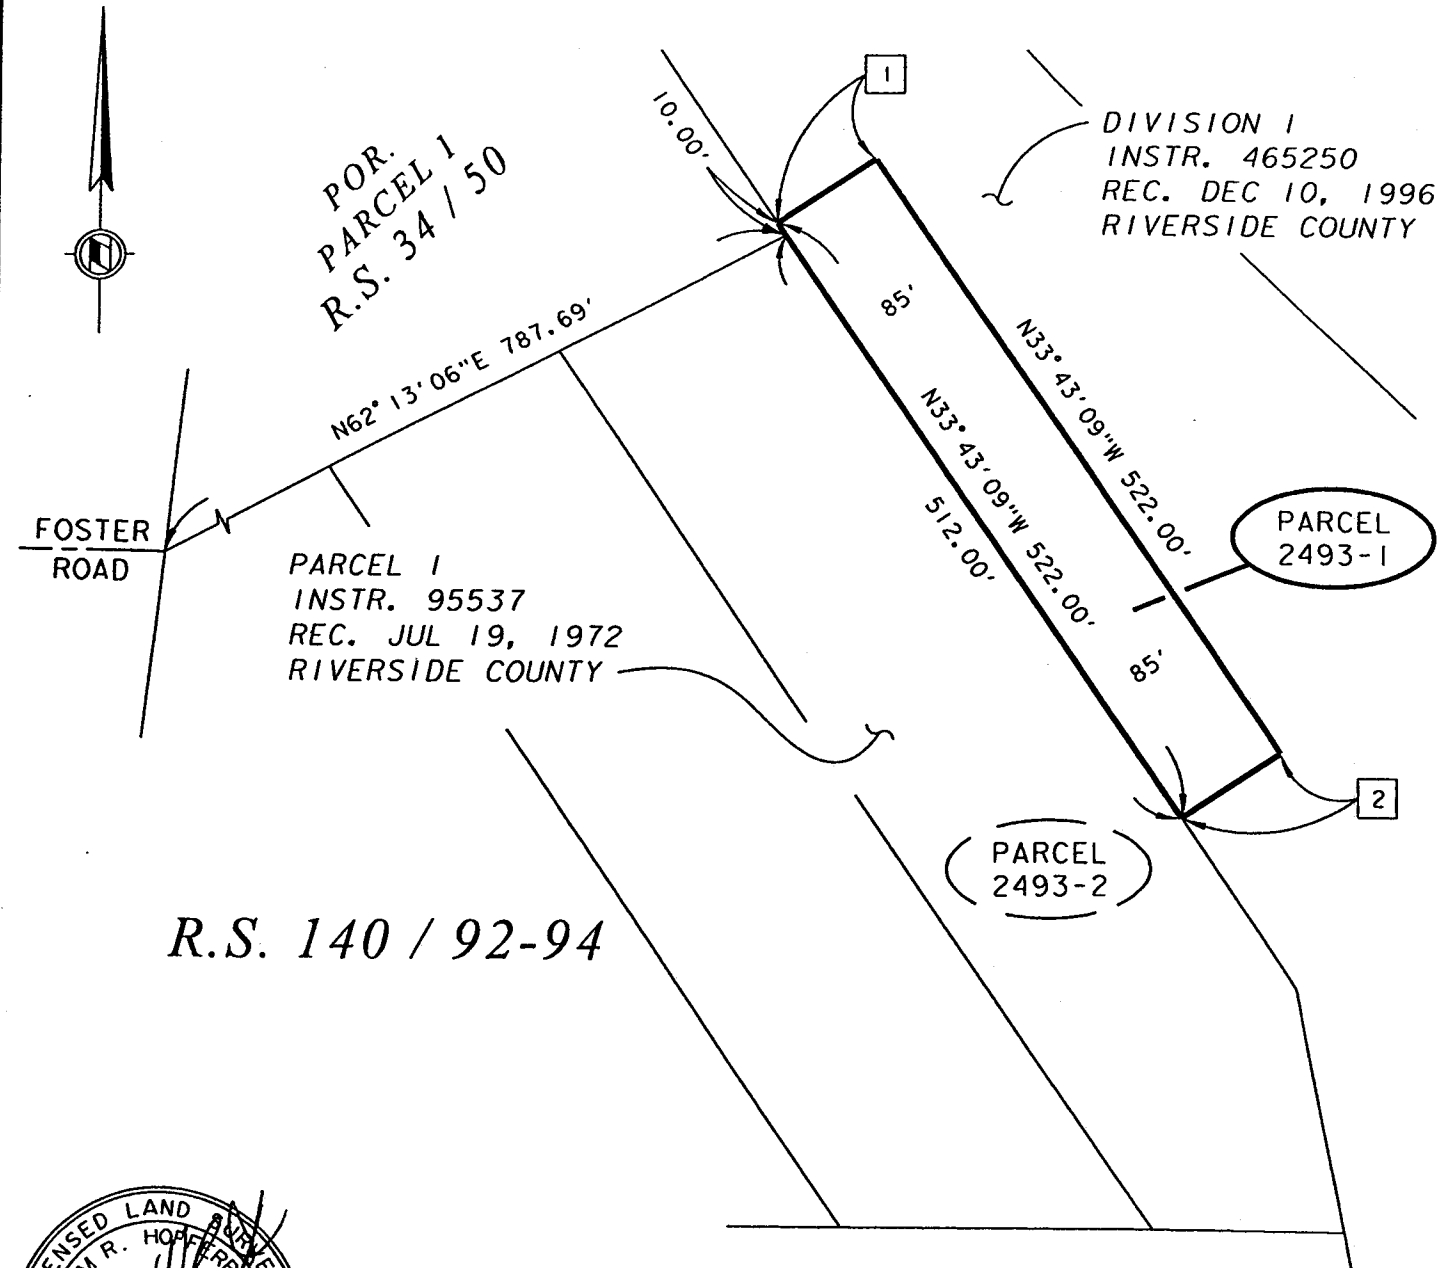 1
10.00'
DIVISION 1
INSTR. 465250
REC. DEC 10, 1996
RIVERSIDE COUNTY
POR.
PARCEL 1
R.S. 34 / 50
85'
N62° 13' 06"E 787.69'
N33° 43' 09"W 522.00'
N33° 43' 09"W 522.00'
512.00'
FOSTER
ROAD
PARCEL
2493-1
PARCEL 1
INSTR. 95537
REC. JUL 19, 1972
RIVERSIDE COUNTY
85'
2
PARCEL
2493-2
R.S. 140 / 92-94
LAND
R.